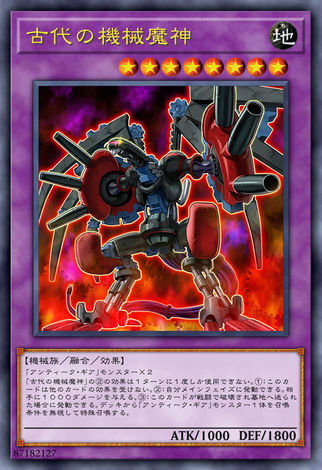 古代の機械魔神
地
【機械族／融合／効果】
「アンティーク・ギア」モンスター×２
「古代の機械魔神」の②の効果は１ターンに１度しか使用できない。①：このカ
ードは他のカードの効果を受けない。②：自分メインフェイズに発動できる。相
手に１０００ダメージを与える。③：このカードが戦闘で破壊され墓地へ送られ
た場合に発動できる。デッキから「アンティーク・ギア」モンスター１体を召喚
条件を無視して特殊召喚する。
ATK/1000 DEF/1800
87182127